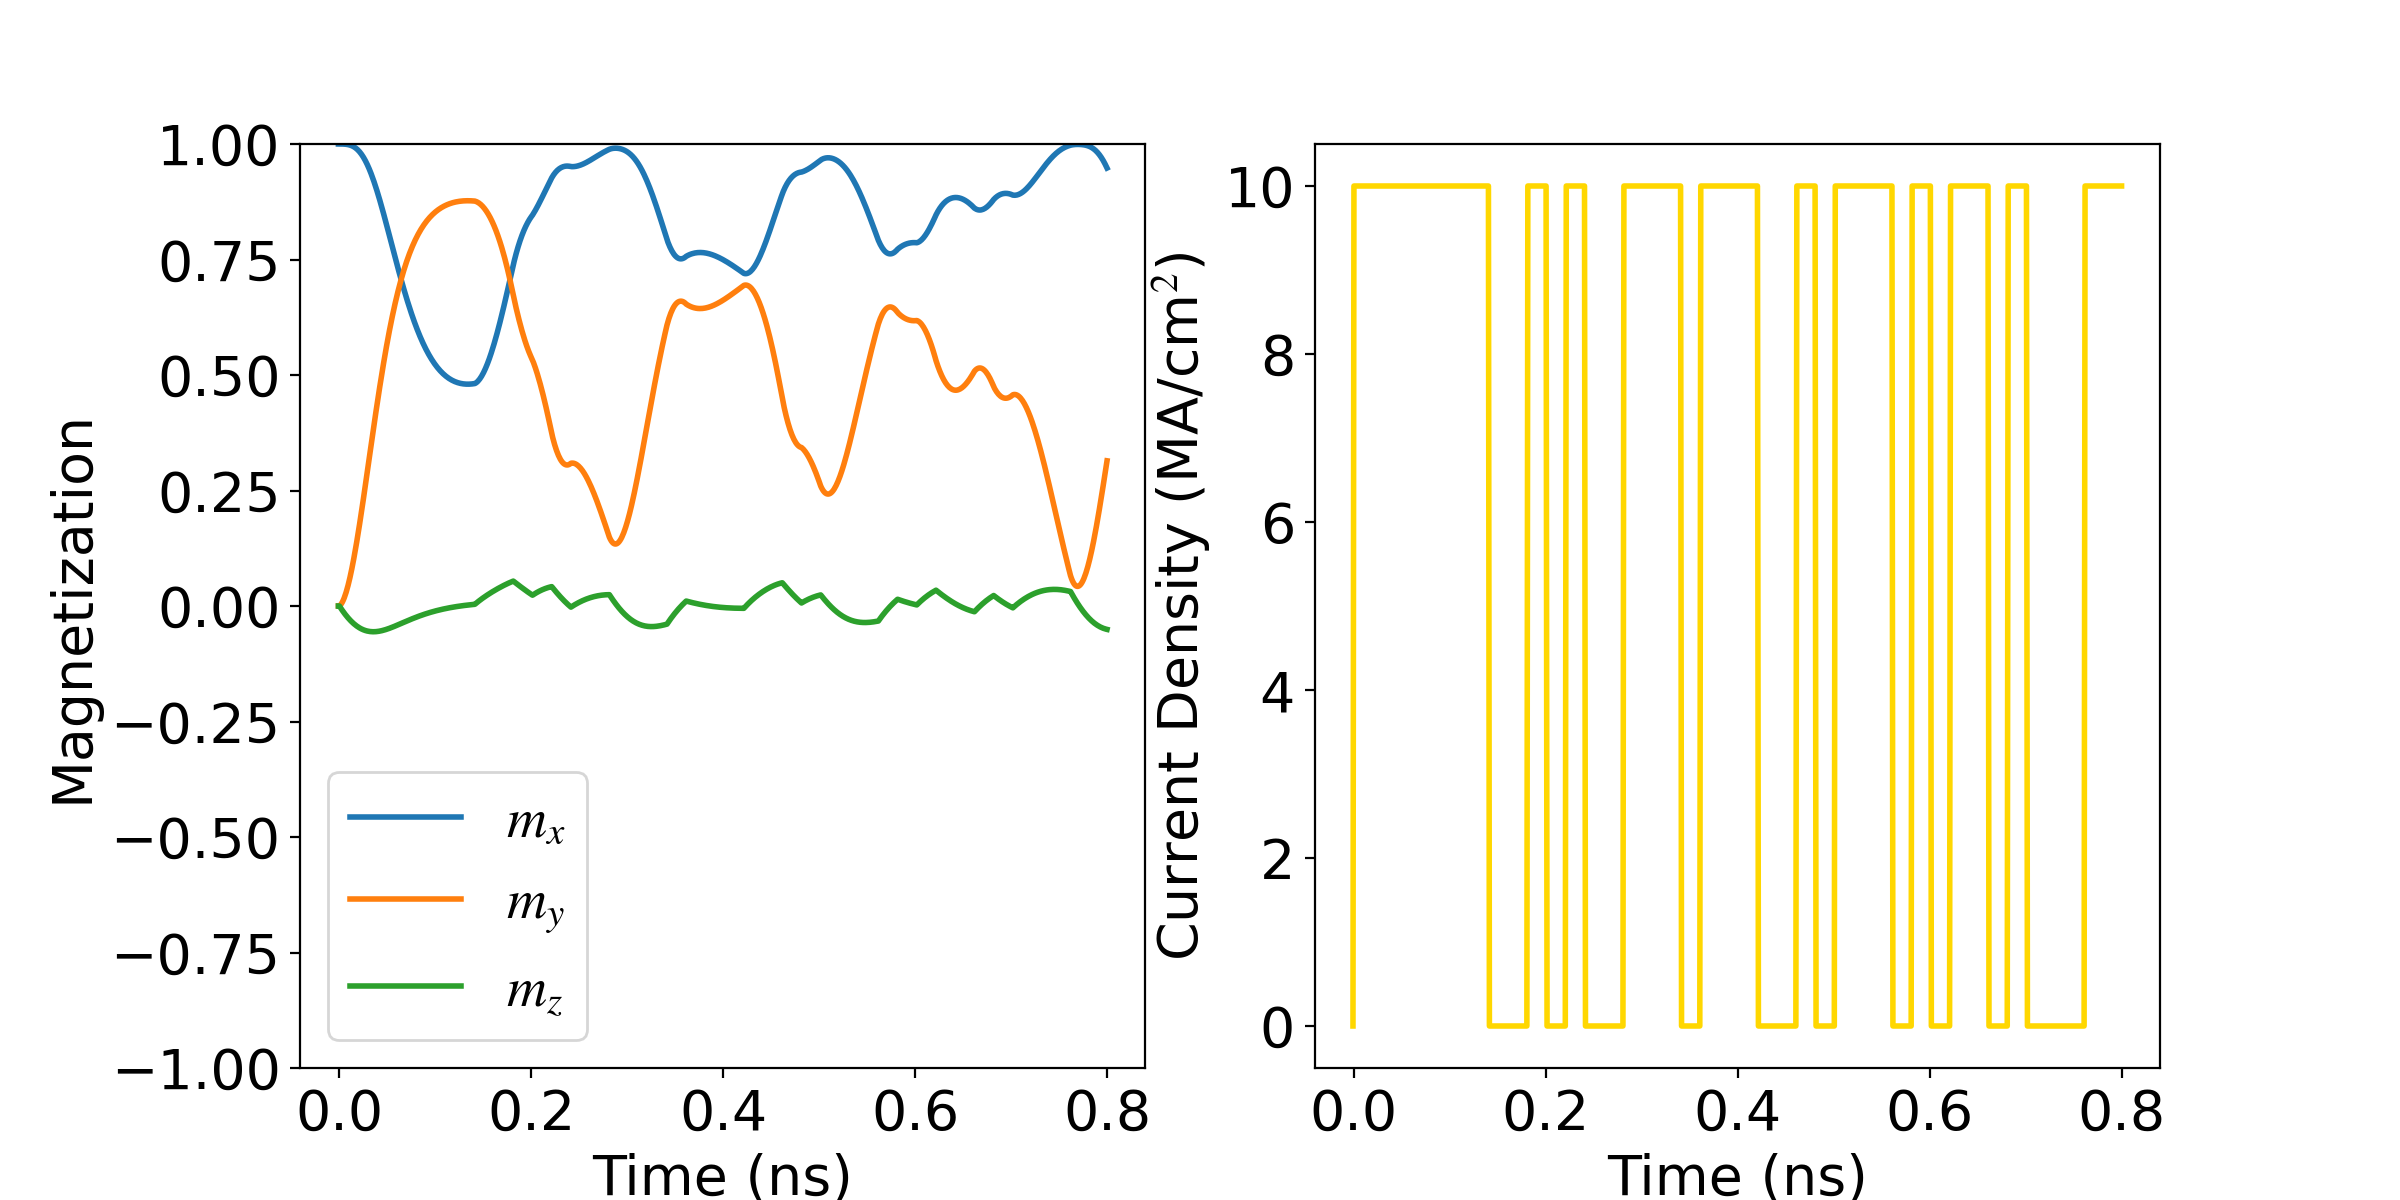 Magnetization
1.00
0.75
0.50
0.25
0.00
−0.25
−0.50
−0.75
−1.00
m_x
m_y
m_z
0.0 0.2 0.4 0.6 0.8
Time (ns)
Current Density (MA/cm²)
10
8
6
4
2
0
0.0 0.2 0.4 0.6 0.8
Time (ns)